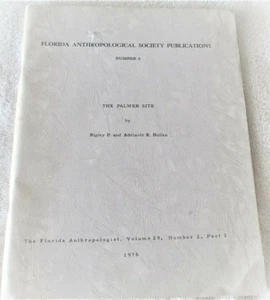 FLORIDA ANTHROPOLOGICAL SOCIETY PUBLICATIONS
NUMBER 8
THE PALMER SITE
by
Ripley P. and Adelaide K. Bullen
The Florida Anthropologist, Volume 29, Number 2, Part 2
1976